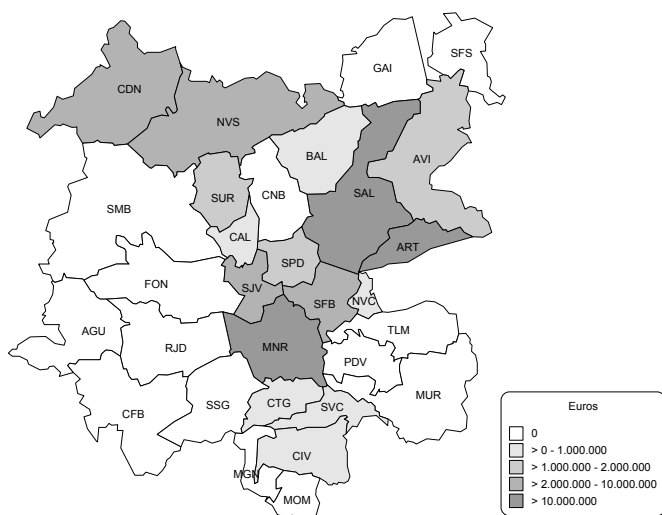 SFS
GAI
CDN
NVS
BAL
AVI
SUR
CNB
SAL
SMB
CAL
ART
SPD
FON
SJV
SFB
NVC
AGU
TLM
RJD
MNR
PDV
MUR
CFB
SSG
CTG
SVC
CIV
MGN
MOM
Euros
0
> 0 - 1.000.000
> 1.000.000 - 2.000.000
> 2.000.000 - 10.000.000
> 10.000.000